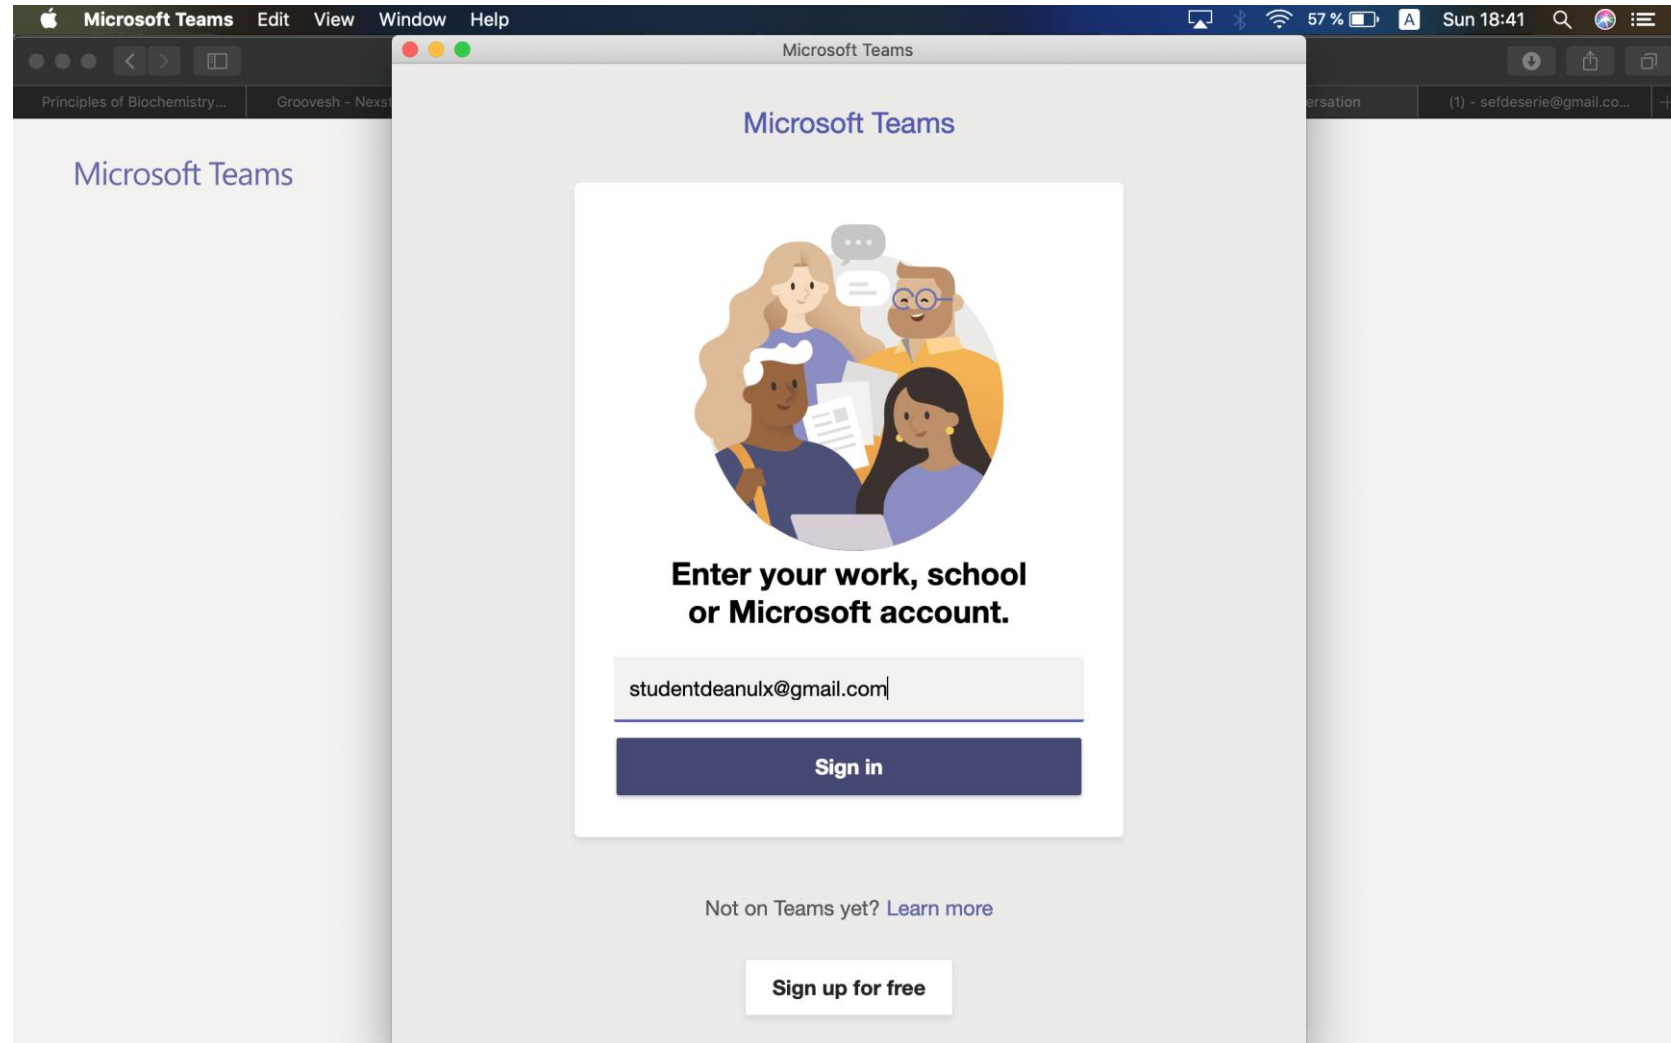 Microsoft Teams Edit View Window Help 57 % A Sun 18:41
Microsoft Teams
Principles of Biochemistry... Groovesh - Nexst ersation (1) - sefdeserie@gmail.co...
Microsoft Teams
Microsoft Teams
Enter your work, school
or Microsoft account.
studentdeanulx@gmail.com
Sign in
Not on Teams yet? Learn more
Sign up for free